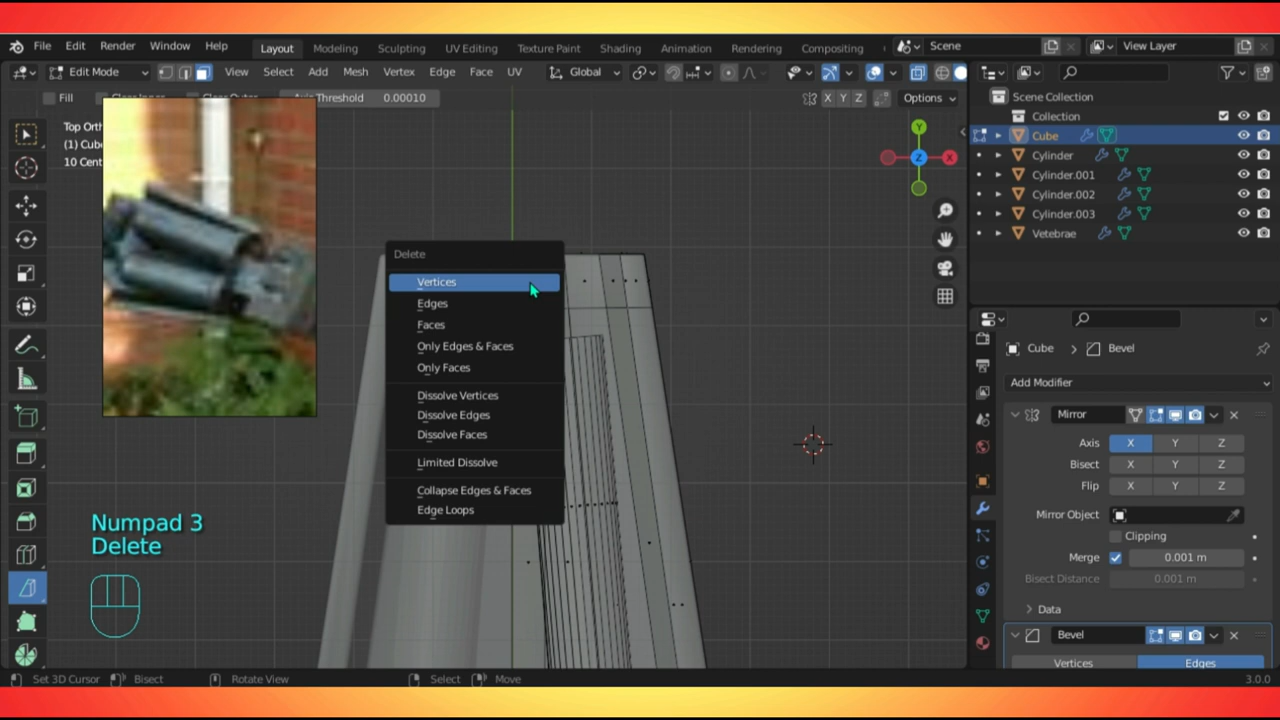 File Edit Render Window Help Layout Modeling Sculpting UV Editing Texture Paint Shading Animation Rendering Compositing Scene View Layer
Edit Mode View Select Add Mesh Vertex Edge Face UV Global
Fill Axis Threshold 0.00010 X Y Z Options
Scene Collection
Collection
Cube
Cylinder
Cylinder.001
Cylinder.002
Cylinder.003
Vetebrae
Top Ort
(1) Cub
10 Cent
Y
Z
X
Delete
Vertices
Edges
Faces
Only Edges & Faces
Only Faces
Dissolve Vertices
Dissolve Edges
Dissolve Faces
Limited Dissolve
Collapse Edges & Faces
Edge Loops
Numpad 3
Delete
Cube > Bevel
Add Modifier
Mirror
Axis X Y Z
Bisect X Y Z
Flip X Y Z
Mirror Object
Clipping
Merge 0.001 m
Bisect Distance 0.001 m
Data
Bevel
Vertices Edges
Set 3D Cursor Bisect Rotate View Select Move 3.0.0